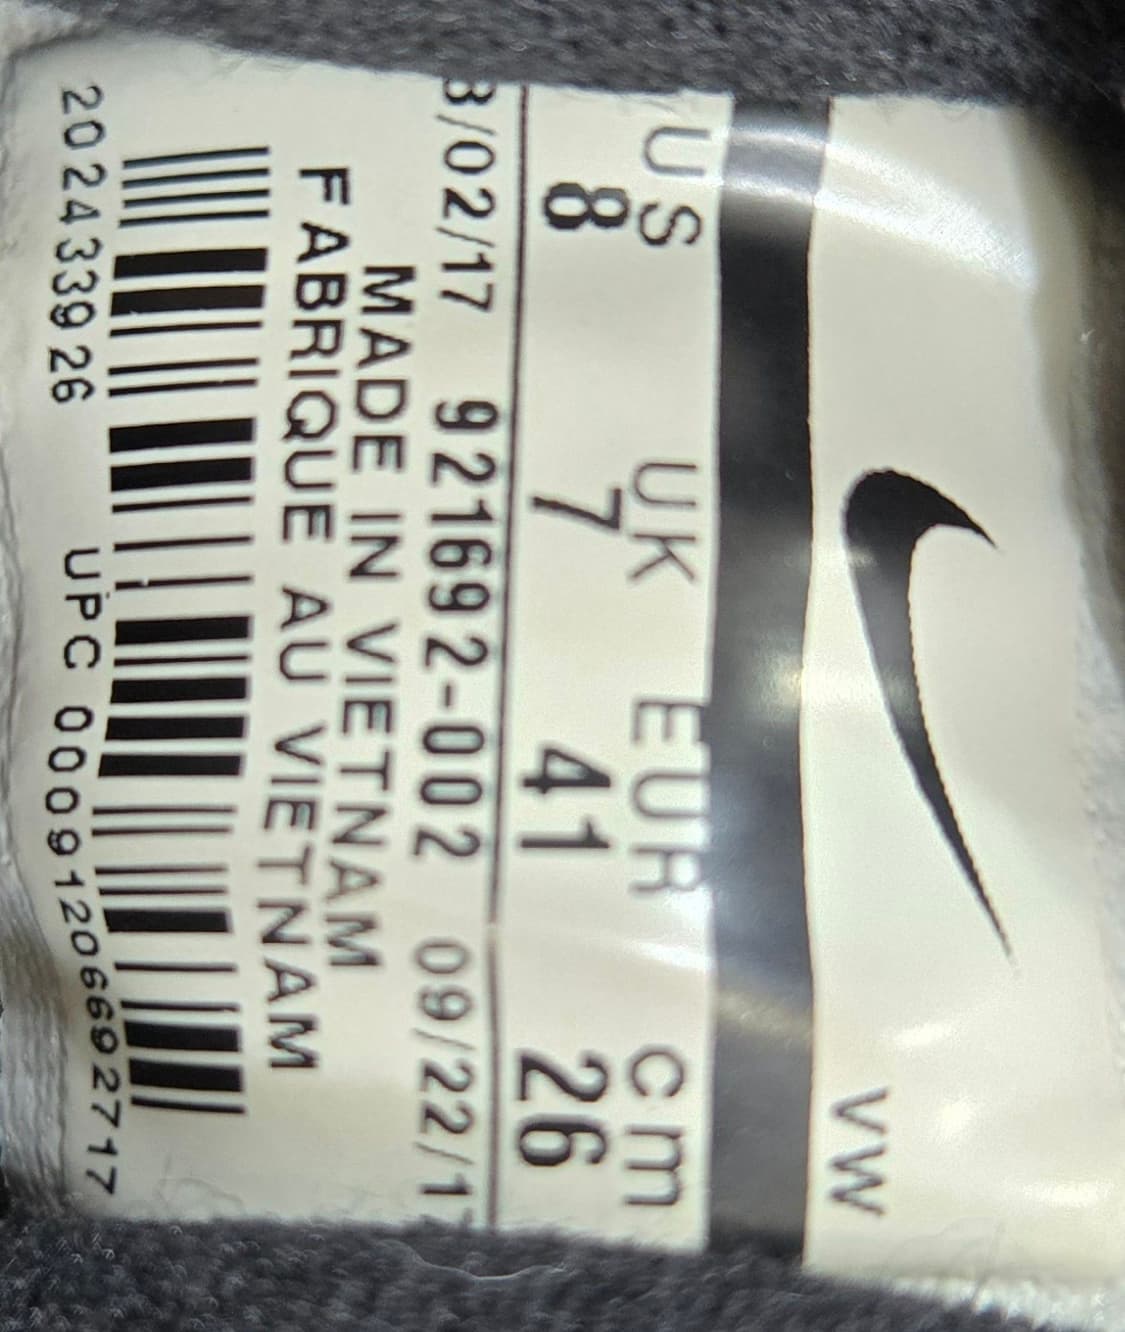 VW
US UK EUR cm
8 7 41 26
3/02/17 921692-002 09/22/1
MADE IN VIETNAM
FABRIQUE AU VIETNAM
2024339926 UPC 00091206692717